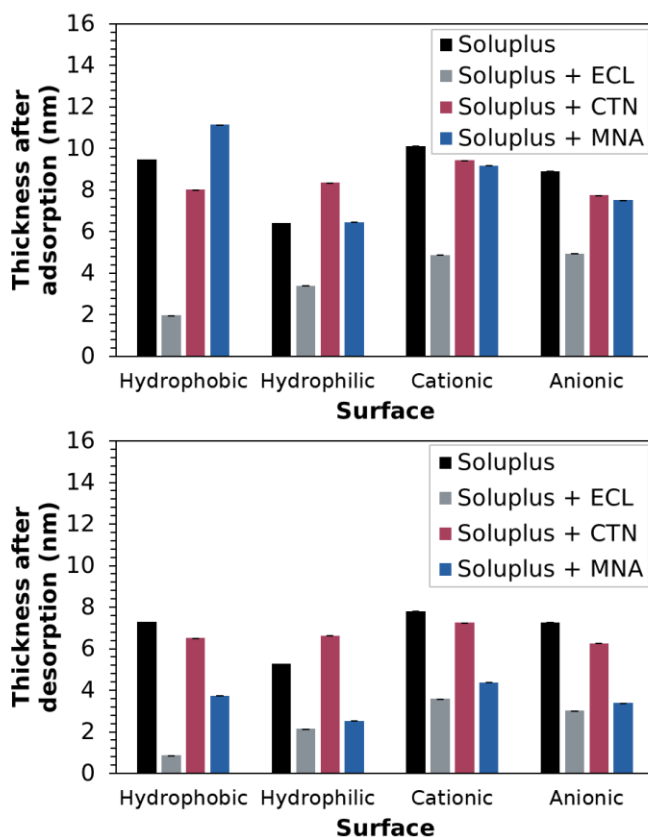 16
14
12
10
8
6
4
2
0
Thickness after
adsorption (nm)
Soluplus
Soluplus + ECL
Soluplus + CTN
Soluplus + MNA
Hydrophobic Hydrophilic Cationic Anionic
Surface
16
14
12
10
8
6
4
2
0
Thickness after
desorption (nm)
Soluplus
Soluplus + ECL
Soluplus + CTN
Soluplus + MNA
Hydrophobic Hydrophilic Cationic Anionic
Surface